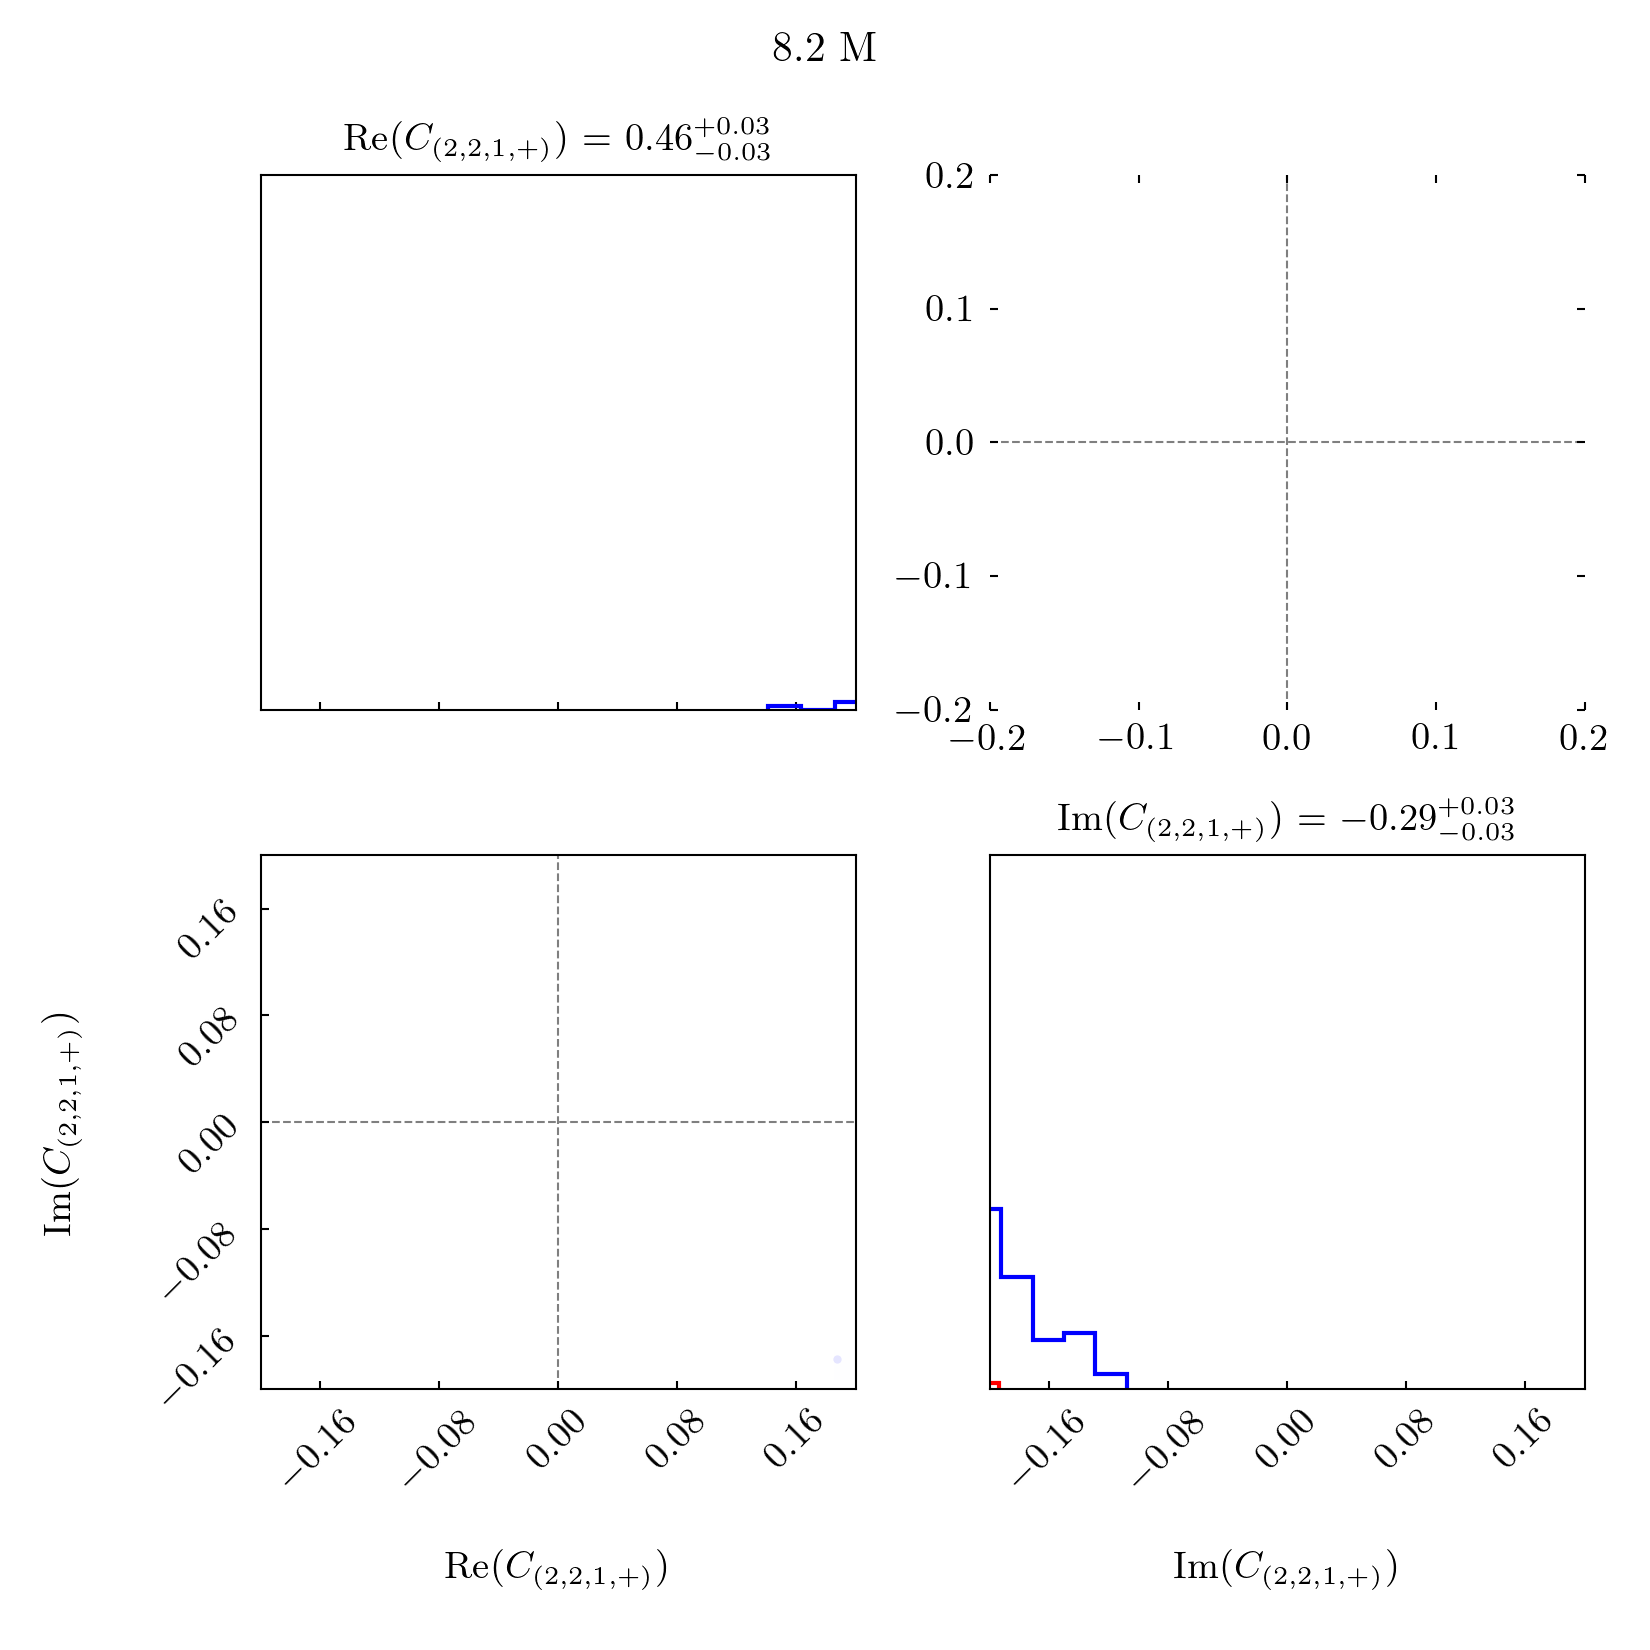 8.2 M
Re(C(2,2,1,+)) = 0.46+0.03−0.03
0.2
0.1
0.0
−0.1
−0.2
−0.2 −0.1 0.0 0.1 0.2
Im(C(2,2,1,+)) = −0.29+0.03−0.03
Im(C(2,2,1,+))
0.16
0.08
0.00
−0.08
−0.16
−0.16 −0.08 0.00 0.08 0.16
−0.16 −0.08 0.00 0.08 0.16
Re(C(2,2,1,+))
Im(C(2,2,1,+))